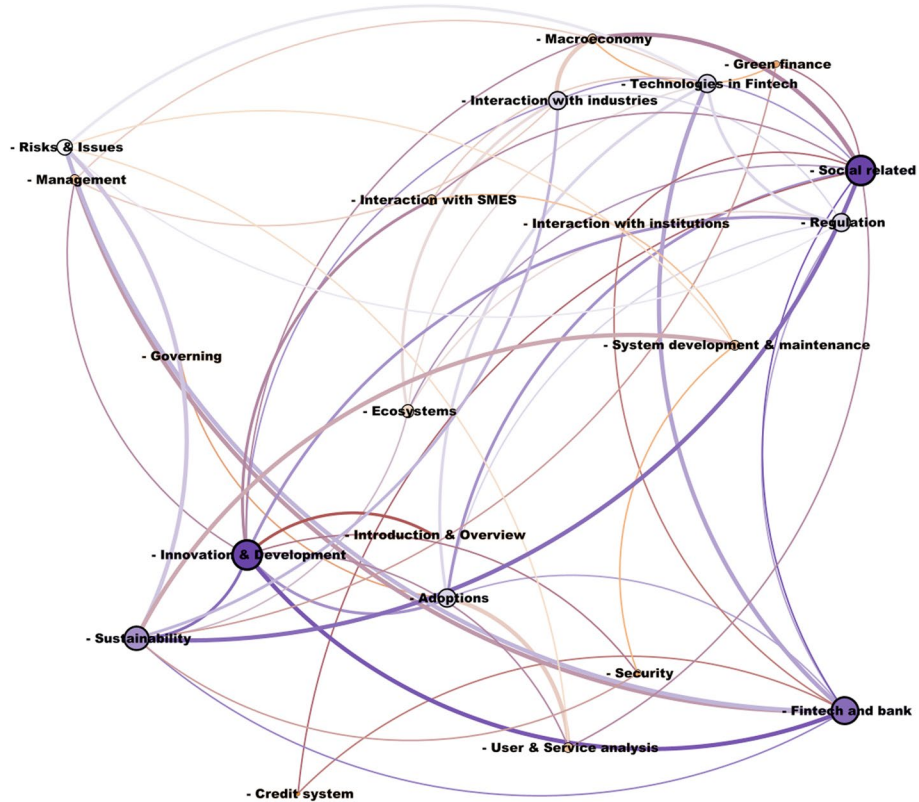 - Macroeconomy
- Green finance
- Technologies in Fintech
- Interaction with industries
- Risks & Issues
- Social related
- Management
- Interaction with SMES
- Interaction with institutions
- Regulation
- System development & maintenance
- Governing
- Ecosystems
- Introduction & Overview
- Innovation & Development
- Adoptions
- Sustainability
- Security
- Fintech and bank
- User & Service analysis
- Credit system